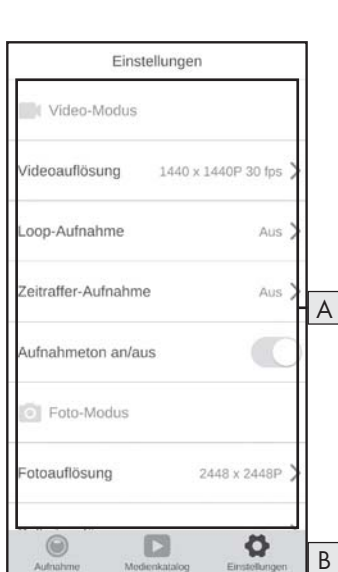 Einstellungen
Video-Modus
Videoauflösung 1440 x 1440P 30 fps
Loop-Aufnahme Aus
Zeitraffer-Aufnahme Aus
A
Aufnahmeton an/aus
Foto-Modus
Fotoauflösung 2448 x 2448P
Aufnahme Medienkatalog Einstellungen
B